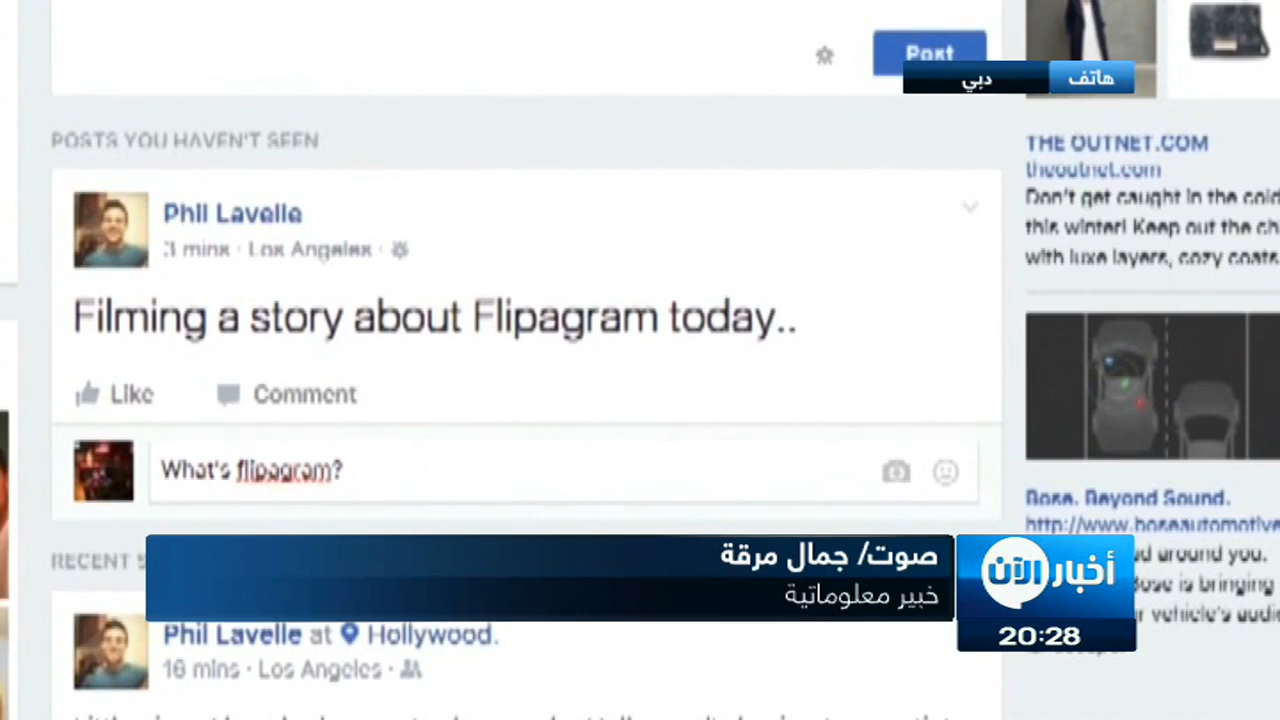 Post
دبي
هاتف
POSTS YOU HAVEN'T SEEN
Phil Lavelle
3 mins · Los Angeles ·
Filming a story about Flipagram today..
Like
Comment
What's flipagram?
RECENT
صوت/ جمال مرقة
خبير معلوماتية
أخبار الآن
20:28
Phil Lavelle at Hollywood.
16 mins · Los Angeles ·
THE OUTNET.COM
theoutnet.com
Don't get caught in the cold
this winter! Keep out the
with luxe layers, cozy coats
Bose. Beyond Sound.
http://www.boseautomotive
around you.
Bose is bringing
vehicle's